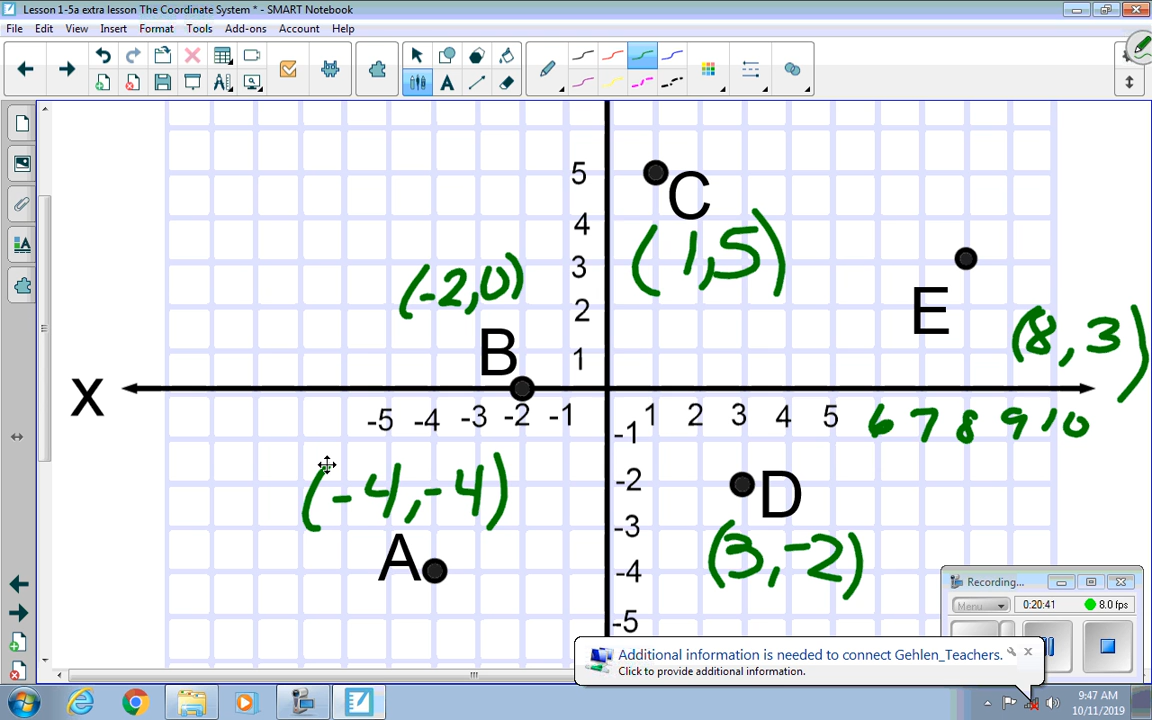 Lesson 1-5a extra lesson The Coordinate System * - SMART Notebook
File Edit View Insert Format Tools Add-ons Account Help
5
C
4
(1,5)
3
(-2,0)
E
2
(8, 3)
B
1
X
-5 -4 -3 -2 -1 1 2 3 4 5 6 7 8 9 10
-1
-2
D
(-4,-4)
-3
(3,-2)
A
-4
-5
Recording...
Menu 0:20:41 8.0 fps
Additional information is needed to connect Gehlen_Teachers.
Click to provide additional information.
9:47 AM
10/11/2019